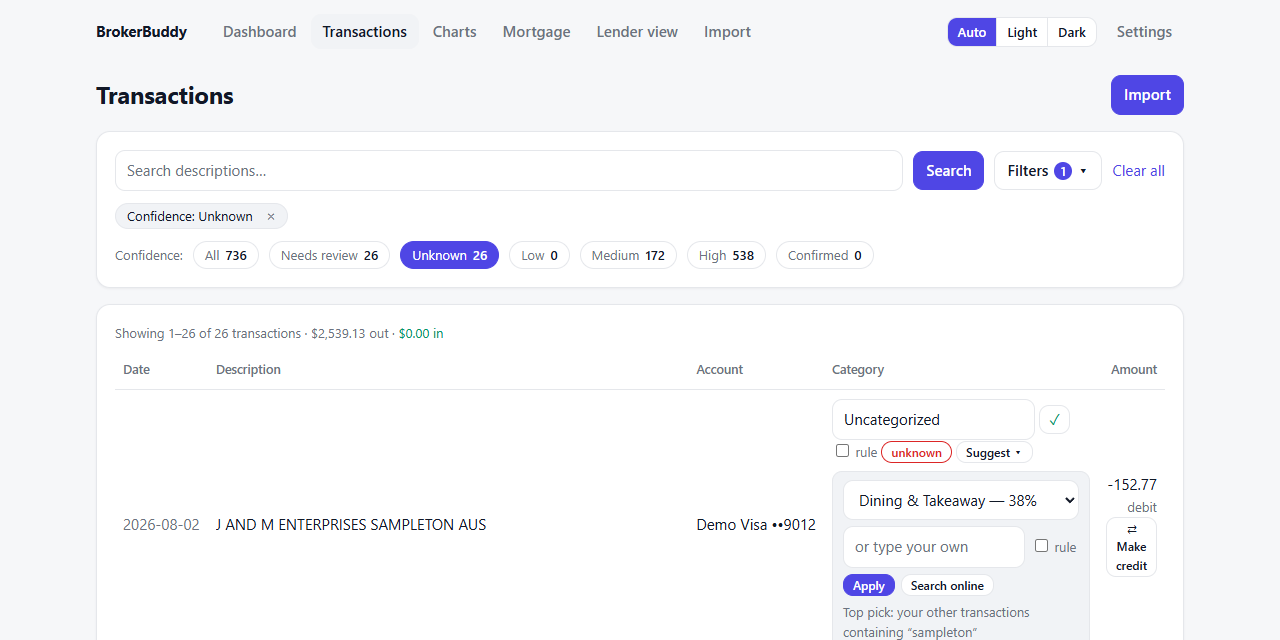 BrokerBuddy Dashboard Transactions Charts Mortgage Lender view Import Auto Light Dark Settings
Transactions Import
Search descriptions... Search Filters 1 ▾ Clear all
Confidence: Unknown ×
Confidence: All 736 Needs review 26 Unknown 26 Low 0 Medium 172 High 538 Confirmed 0
Showing 1–26 of 26 transactions · $2,539.13 out · $0.00 in
Date Description Account Category Amount
Uncategorized ✓
rule unknown Suggest ▾
2026-08-02 J AND M ENTERPRISES SAMPLETON AUS Demo Visa ••9012
Dining & Takeaway — 38%
or type your own rule
Apply Search online
Top pick: your other transactions
containing “sampleton”
-152.77
debit
⇄
Make
credit